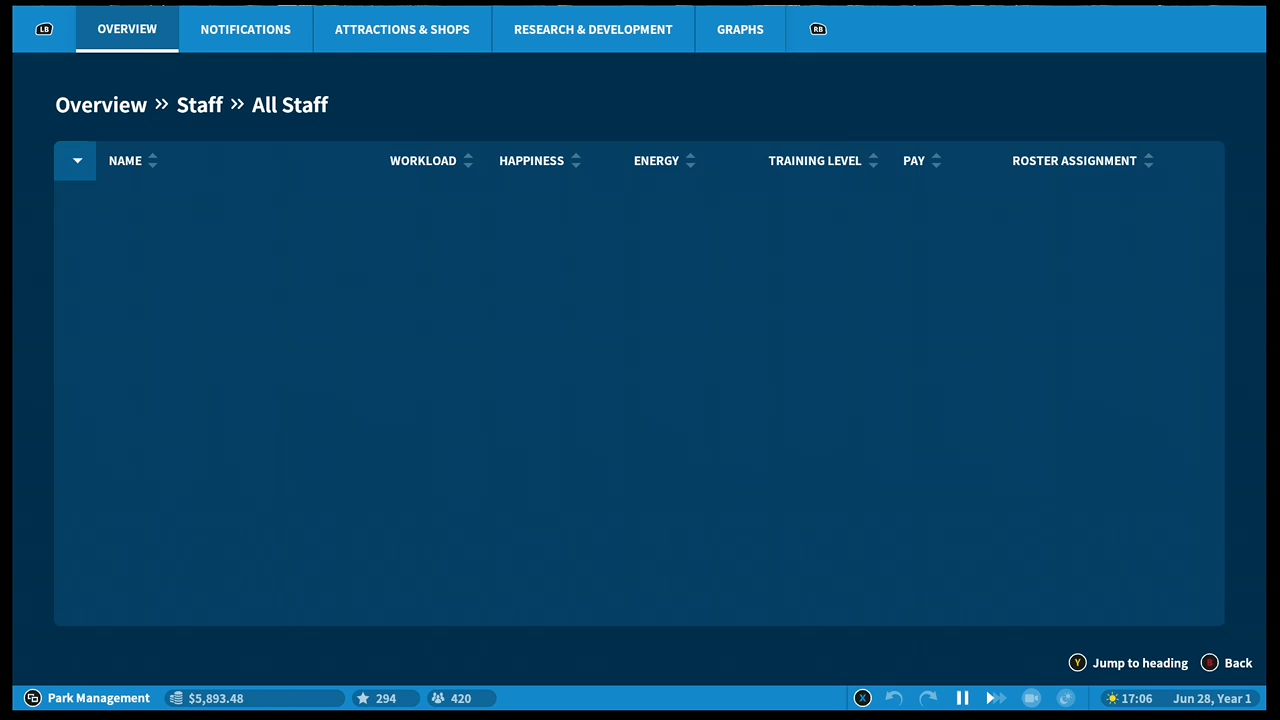 LB OVERVIEW NOTIFICATIONS ATTRACTIONS & SHOPS RESEARCH & DEVELOPMENT GRAPHS RB
Overview » Staff » All Staff
NAME WORKLOAD HAPPINESS ENERGY TRAINING LEVEL PAY ROSTER ASSIGNMENT
Y Jump to heading B Back
Park Management $5,893.48 294 420 X 17:06 Jun 28, Year 1